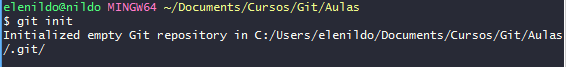 elenildo@nildo MINGW64 ~/Documents/Cursos/Git/Aulas
$ git init
Initialized empty Git repository in C:/Users/elenildo/Documents/Cursos/Git/Aulas
/.git/